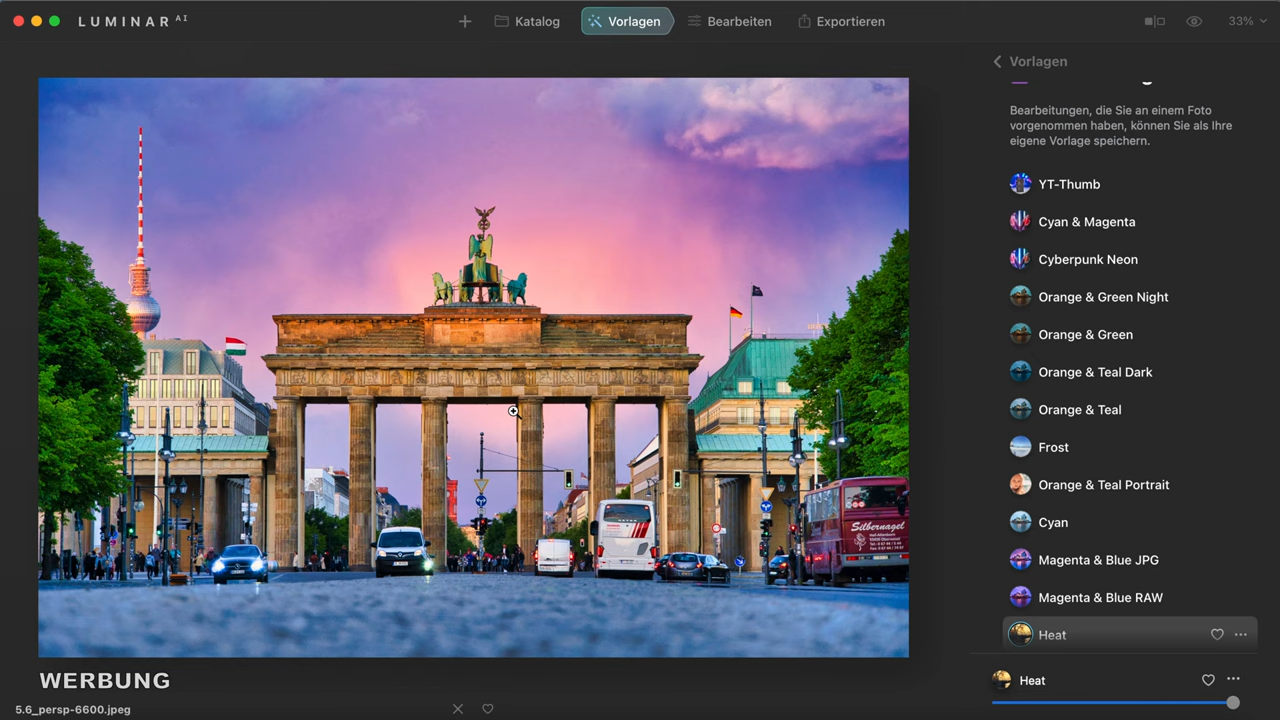 LUMINAR AI
Katalog
Vorlagen
Bearbeiten
Exportieren
33%
Vorlagen
Bearbeitungen, die Sie an einem Foto
vorgenommen haben, können Sie als Ihre
eigene Vorlage speichern.
YT-Thumb
Cyan & Magenta
Cyberpunk Neon
Orange & Green Night
Orange & Green
Orange & Teal Dark
Orange & Teal
Frost
Orange & Teal Portrait
Cyan
Magenta & Blue JPG
Magenta & Blue RAW
Heat
Heat
Silbernagel
WERBUNG
5.6_persp-6600.jpeg